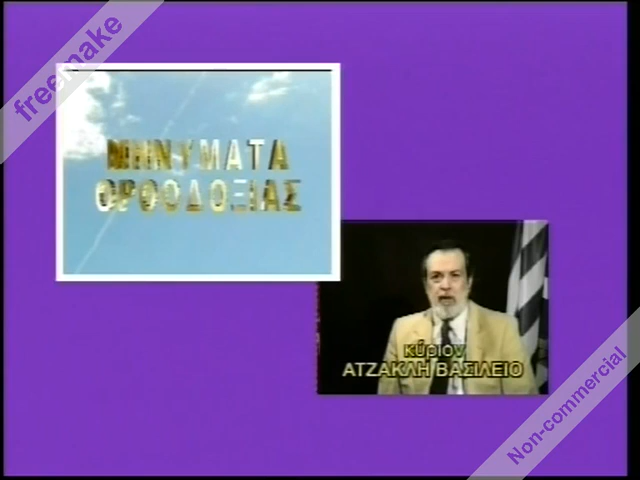 freemake
ΜΗΝΥΜΑΤΑ
ΟΡΘΟΔΟΞΙΑΣ
κύριον
ΑΤΖΑΚΛΗ ΒΑΣΙΛΕΙΟ
Non-commercial